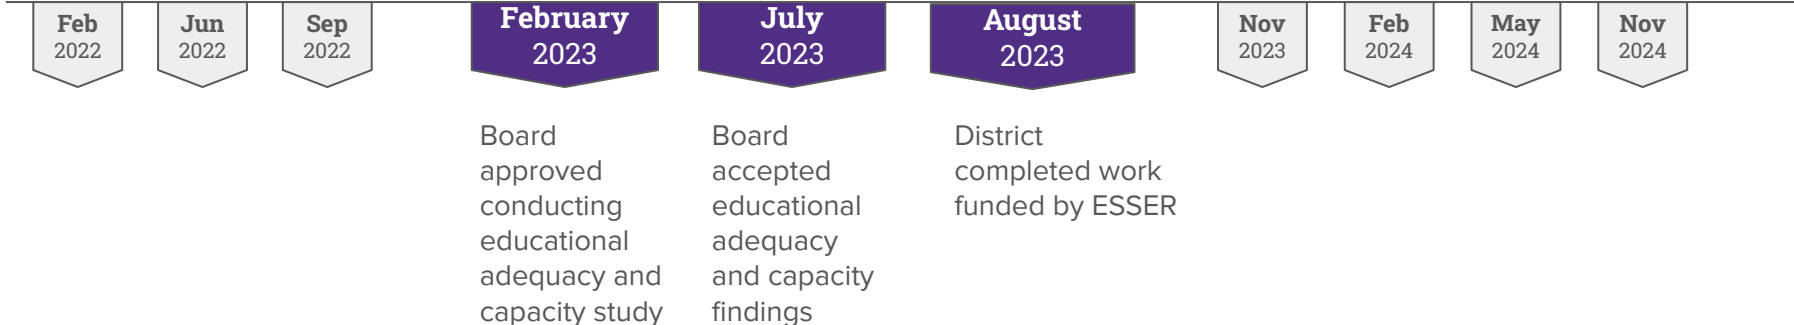 Feb
2022
Jun
2022
Sep
2022
February
2023
July
2023
August
2023
Nov
2023
Feb
2024
May
2024
Nov
2024
Board
approved
conducting
educational
adequacy and
capacity study
Board
accepted
educational
adequacy
and capacity
findings
District
completed work
funded by ESSER